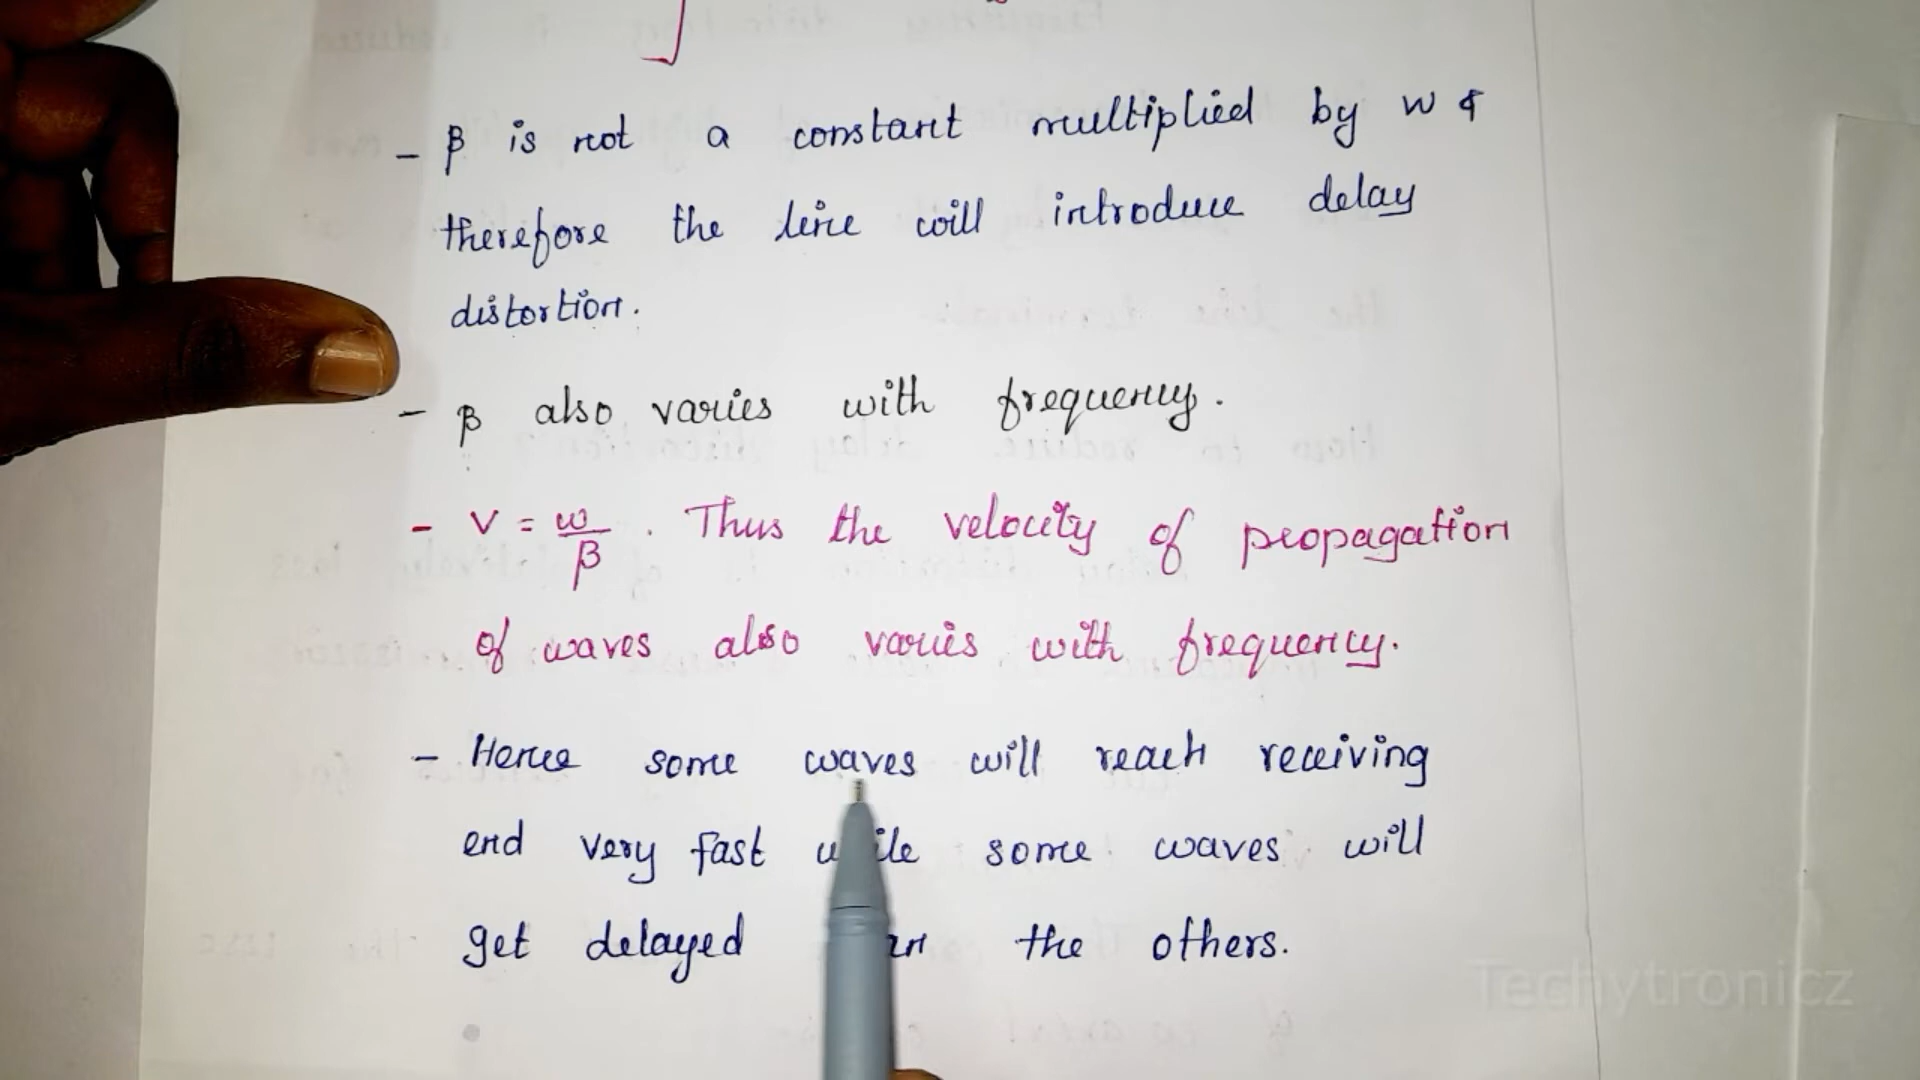 - β is not a constant multiplied by w &
therefore the line will introduce delay
distortion.
- β also varies with frequency.
- V = ω/β . Thus the velocity of propagation
of waves also varies with frequency.
- Hence some waves will reach receiving
end very fast while some waves will
get delayed the others.
Techytronicz